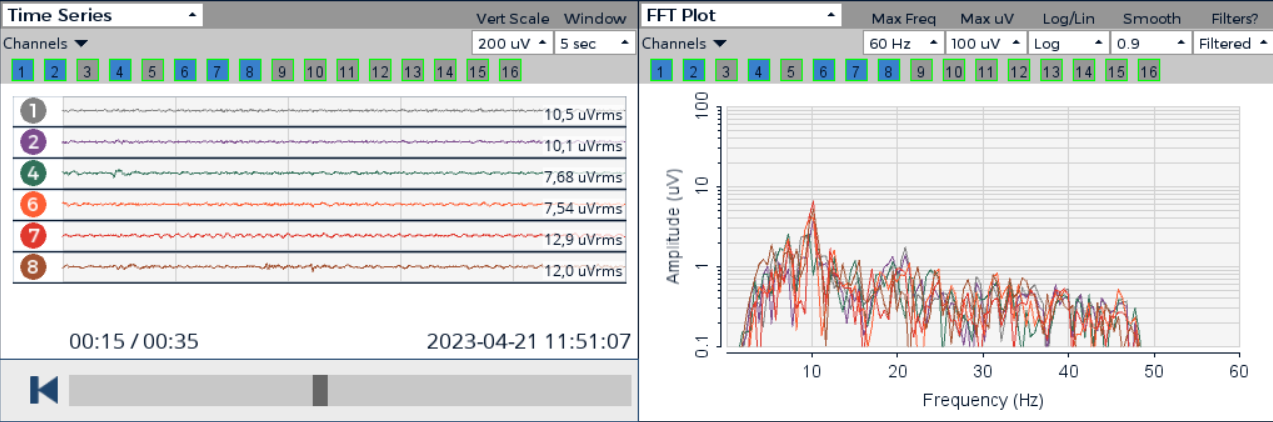 Time Series
Vert Scale Window
Channels 200 uV 5 sec
1 2 3 4 5 6 7 8 9 10 11 12 13 14 15 16
1 10,5 uVrms
2 10,1 uVrms
4 7,68 uVrms
6 7,54 uVrms
7 12,9 uVrms
8 12,0 uVrms
00:15 / 00:35 2023-04-21 11:51:07
FFT Plot
Max Freq Max uV Log/Lin Smooth Filters?
Channels 60 Hz 100 uV Log 0.9 Filtered
1 2 3 4 5 6 7 8 9 10 11 12 13 14 15 16
100
10
1
0.1
Amplitude (uV)
10 20 30 40 50 60
Frequency (Hz)